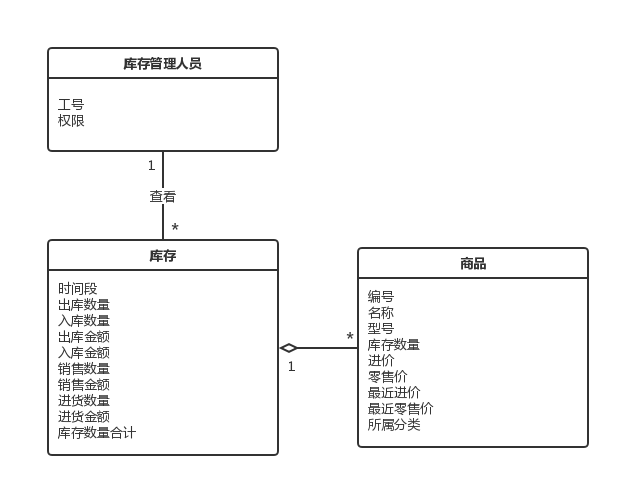 库存管理人员
工号
权限
1
查看
*
库存
时间段
出库数量
入库数量
出库金额
入库金额
销售数量
销售金额
进货数量
进货金额
库存数量合计
1
*
商品
编号
名称
型号
库存数量
进价
零售价
最近进价
最近零售价
所属分类